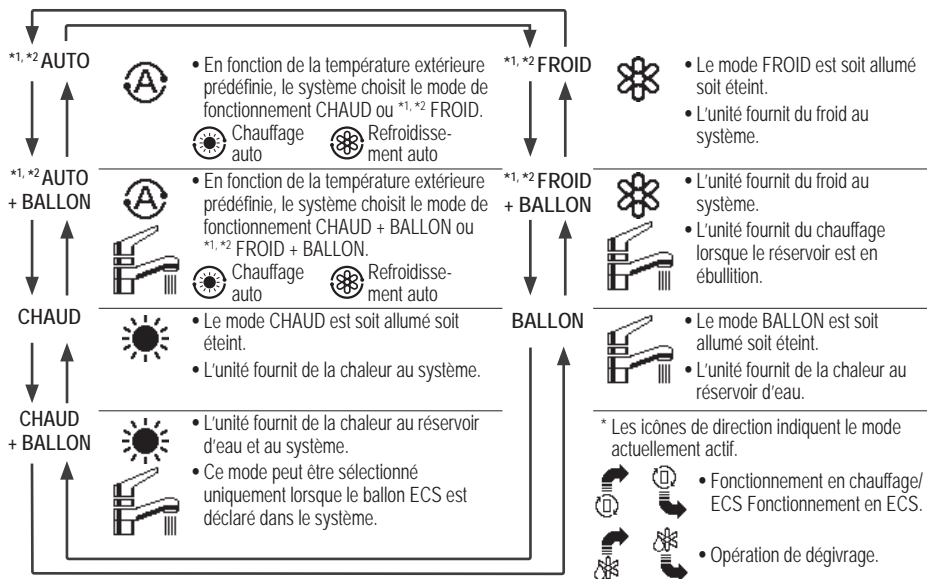 *1, *2 AUTO
• En fonction de la température extérieure
prédéfinie, le système choisit le mode de
fonctionnement CHAUD ou *1, *2 FROID.
Chauffage
auto
Refroidisse-
ment auto
*1, *2 AUTO
+ BALLON
• En fonction de la température extérieure
prédéfinie, le système choisit le mode de
fonctionnement CHAUD + BALLON ou
*1, *2 FROID + BALLON.
Chauffage
auto
Refroidisse-
ment auto
CHAUD
• Le mode CHAUD est soit allumé soit
éteint.
• L'unité fournit de la chaleur au système.
CHAUD
+ BALLON
• L'unité fournit de la chaleur au réservoir
d'eau et au système.
• Ce mode peut être sélectionné
uniquement lorsque le ballon ECS est
déclaré dans le système.
*1, *2 FROID
• Le mode FROID est soit allumé
soit éteint.
• L'unité fournit du froid au
système.
*1, *2 FROID
+ BALLON
• L'unité fournit du froid au
système.
• L'unité fournit du chauffage
lorsque le réservoir est en
ébullition.
BALLON
• Le mode BALLON est soit
allumé soit éteint.
• L'unité fournit de la chaleur au
réservoir d'eau.
* Les icônes de direction indiquent le mode
actuellement actif.
• Fonctionnement en chauffage/
ECS Fonctionnement en ECS.
• Opération de dégivrage.